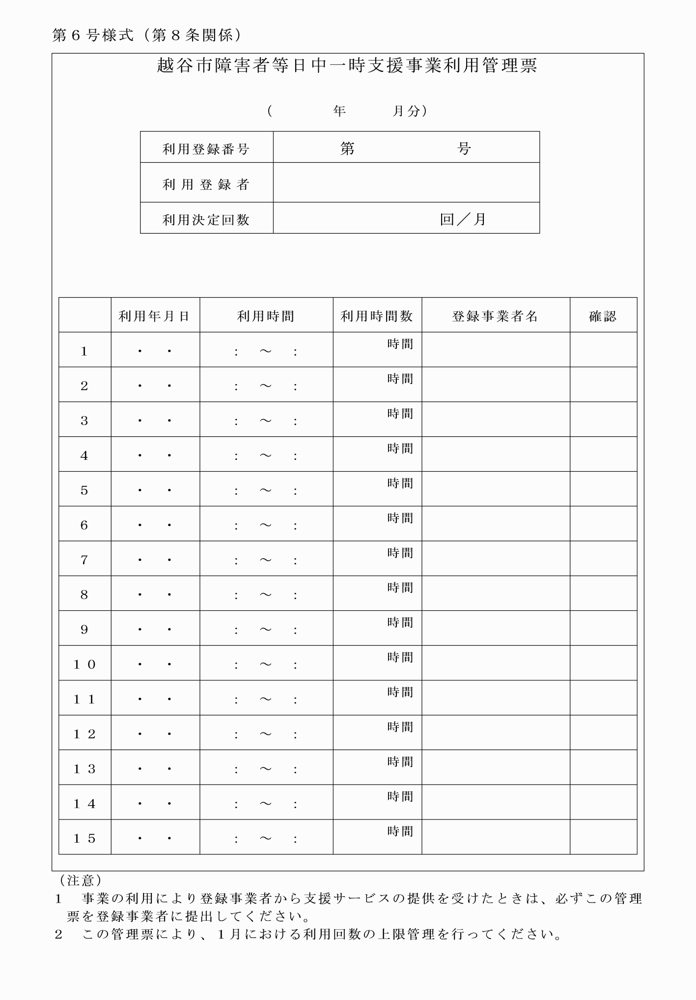 第６号様式（第８条関係）
越谷市障害者等日中一時支援事業利用管理票
（　　　　年　　　月分）
利用登録番号　第　　　　　　　号
利用登録者
利用決定回数　回／月
利用年月日　利用時間　利用時間数　登録事業者名　確認
１　・　・　：　～　：　時間
２　・　・　：　～　：　時間
３　・　・　：　～　：　時間
４　・　・　：　～　：　時間
５　・　・　：　～　：　時間
６　・　・　：　～　：　時間
７　・　・　：　～　：　時間
８　・　・　：　～　：　時間
９　・　・　：　～　：　時間
１０　・　・　：　～　：　時間
１１　・　・　：　～　：　時間
１２　・　・　：　～　：　時間
１３　・　・　：　～　：　時間
１４　・　・　：　～　：　時間
１５　・　・　：　～　：　時間
（注意）
１　事業の利用により登録事業者から支援サービスの提供を受けたときは、必ずこの管理
票を登録事業者に提出してください。
２　この管理票により、１月における利用回数の上限管理を行ってください。